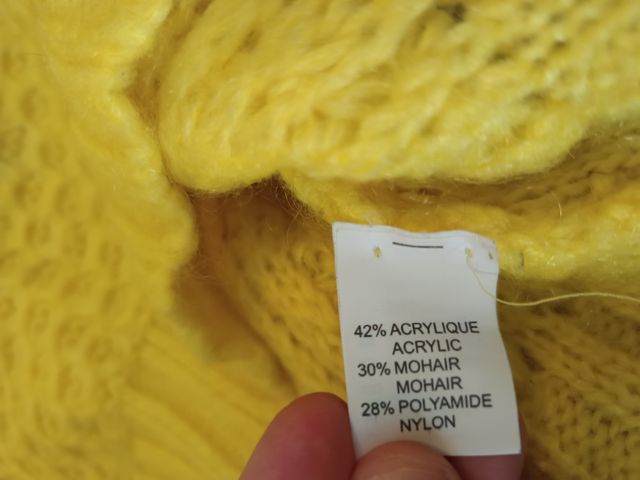 42% ACRYLIQUE
ACRYLIC
30% MOHAIR
MOHAIR
28% POLYAMIDE
NYLON